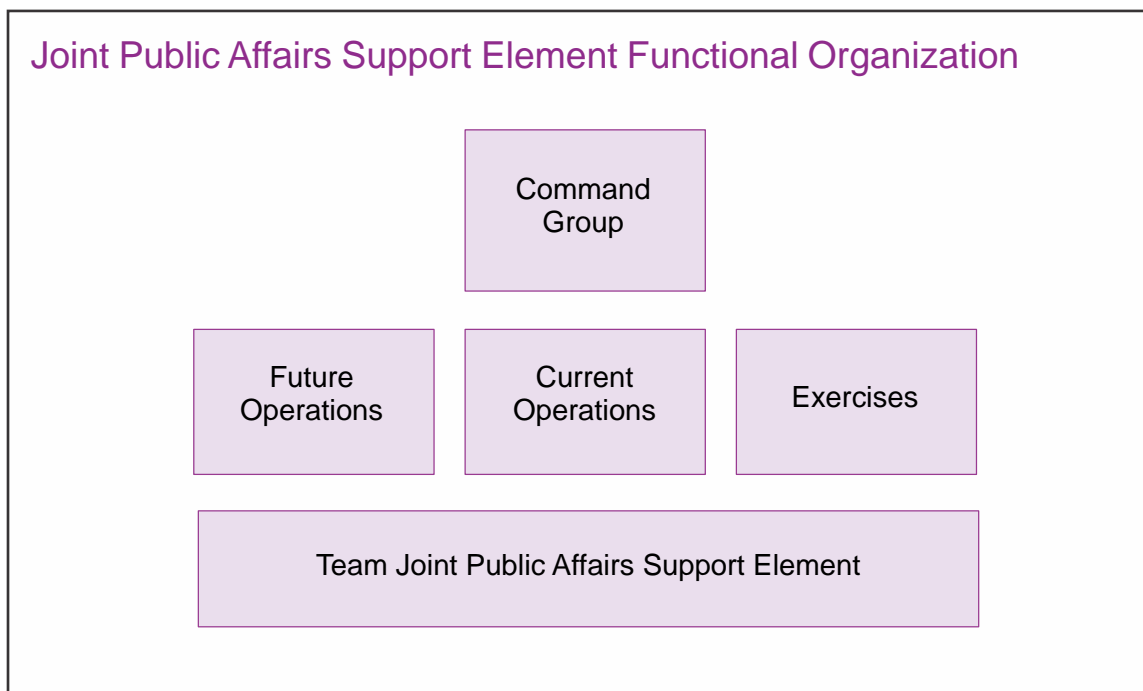 Joint Public Affairs Support Element Functional Organization
Command
Group
Future
Operations
Current
Operations
Exercises
Team Joint Public Affairs Support Element